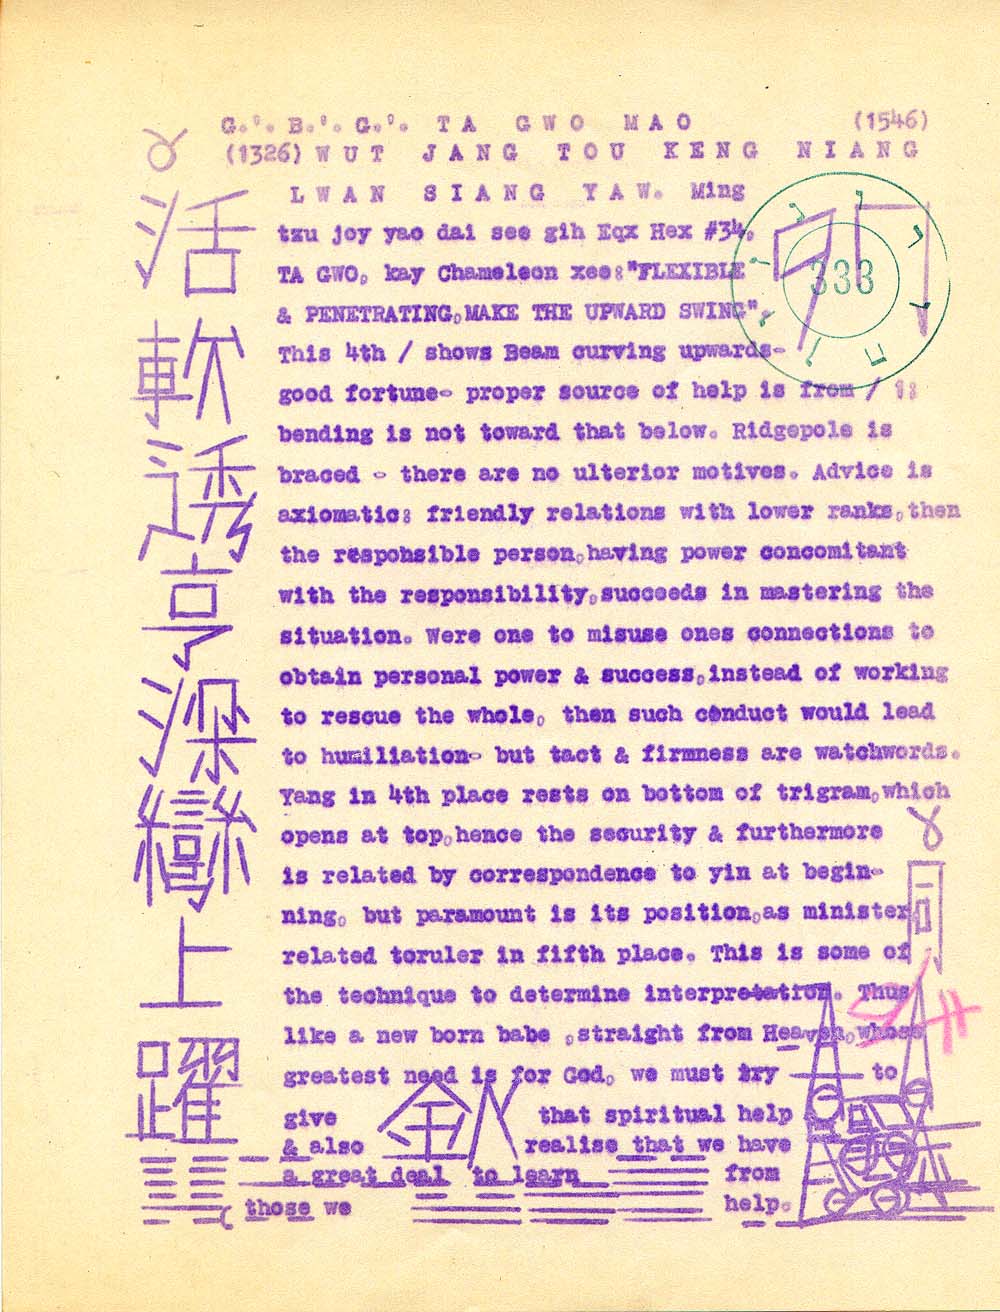 G.'. B.'. G.'. TA GWO MAO (1546)
(1326) WUT JANG TOU KENG NIANG
LWAN SIANG YAW. Ming
tzu joy yao dai see gih Eqx Hex #34,
TA GWO, kay Chameleon xee:"FLEXIBLE
& PENETRATING,MAKE THE UPWARD SWING",
This 4th / shows Beam curving upwards-
good fortune- proper source of help is from / 1;
bending is not toward that below. Ridgepole is
braced - there are no ulterior motives. Advice is
axiomatic: friendly relations with lower ranks,then
the respohsible person,having power concomitant
with the responsibility,succeeds in mastering the
situation. Were one to misuse ones connections to
obtain personal power & success,instead of working
to rescue the whole, then such conduct would lead
to humiliation- but tact & firmness are watchwords.
Yang in 4th place rests on bottom of trigram,which
opens at top,hence the security & furthermore
is related by correspondence to yin at begin-
ning, but paramount is its position,as minister
related toruler in fifth place. This is some of
the technique to determine interpretation. Thus
like a new born babe ,straight from Heaven,whose
greatest need is for God, we must try to
give 金 that spiritual help
& also realise that we have
a great deal to learn from
those we help.
333
活
軟
透
亨
深
上
躍